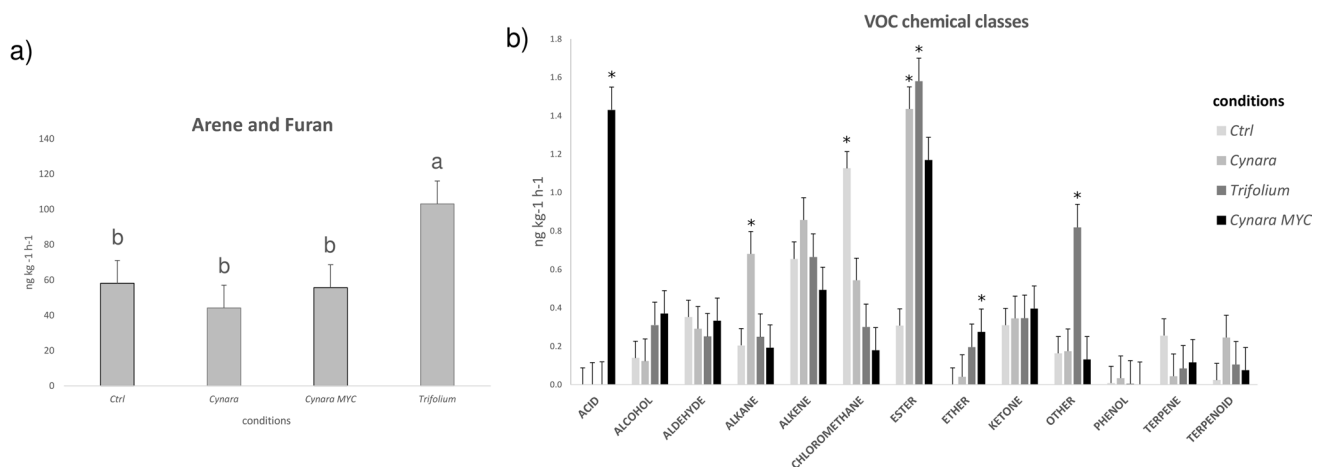 a)
Arene and Furan
140
120
100
80
60
40
20
0
ng kg -1 h-1
b
b
b
a
Ctrl
Cynara
Cynara MYC
Trifolium
conditions
b)
VOC chemical classes
1.8
1.6
1.4
1.2
1.0
0.8
0.6
0.4
0.2
0.0
ng kg-1 h-1
*
*
*
*
*
*
*
ACID
ALCOHOL
ALDEHYDE
ALKANE
ALKENE
CHLOROMETHANE
ESTER
ETHER
KETONE
OTHER
PHENOL
TERPENE
TERPENOID
conditions
Ctrl
Cynara
Trifolium
Cynara MYC